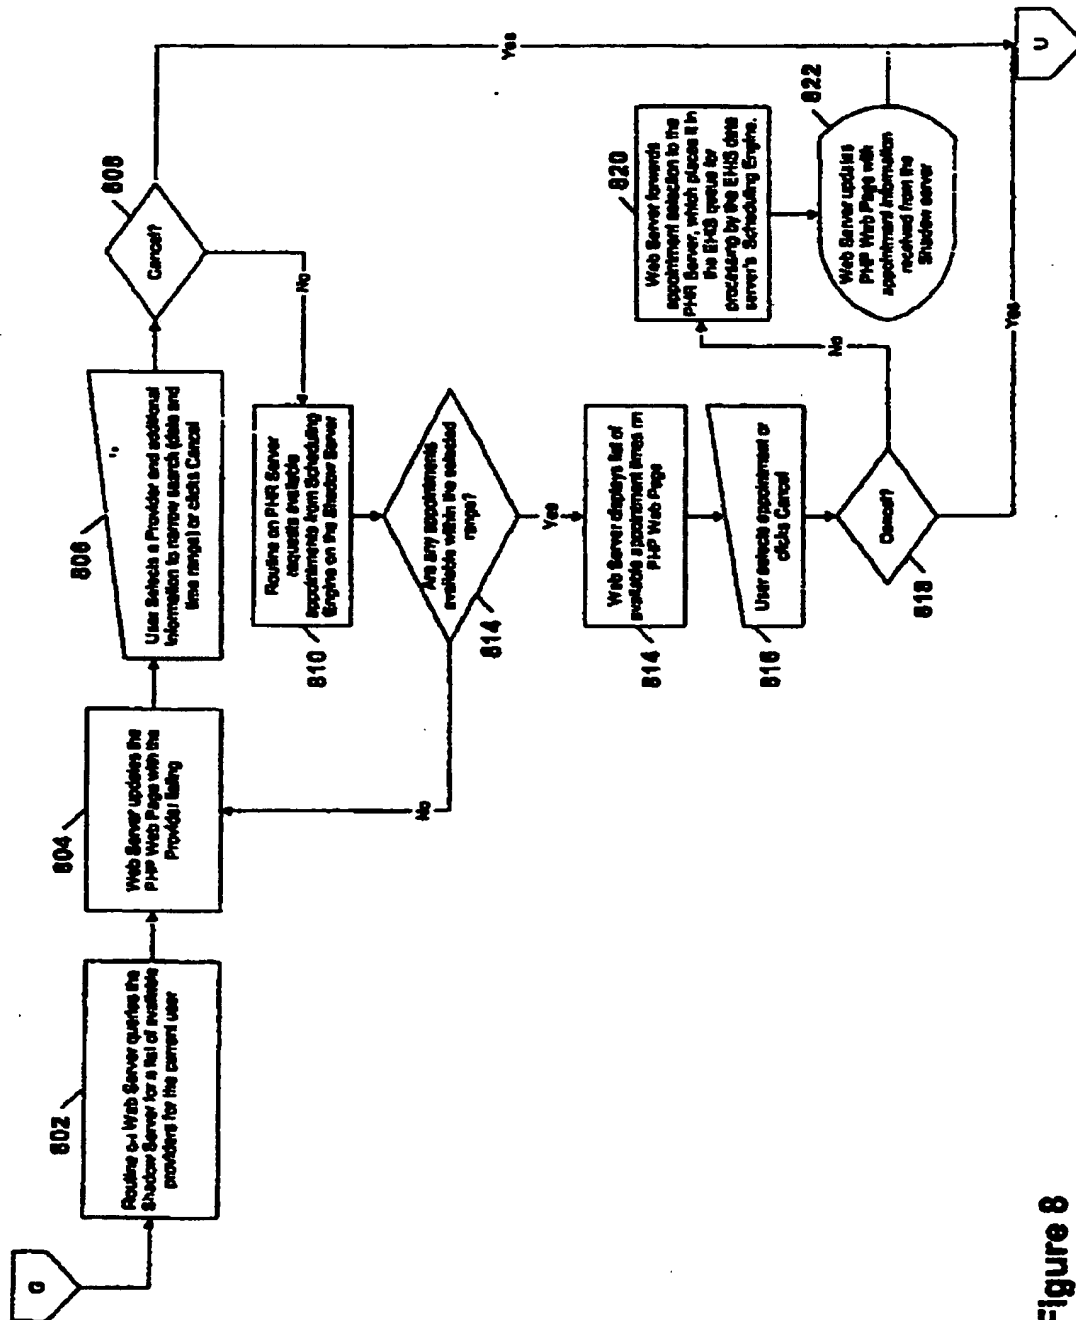 G
802
Routine on Web Server queries the
Shadow Server for a list of available
providers for the current user
804
Web Server updates the
PHP Web Page with the
Provider listing
806
User Selects a Provider and additional
information to narrow search (date and
time range) or clicks Cancel
808
Cancel?
Yes
No
810
Routine on PHR Server
requests available
appointments from Scheduling
Engine on the Shadow Server
814
Are any appointments
available within the selected
range?
No
Yes
814
Web Server displays list of
available appointment times on
PHP Web Page
816
User selects appointment or
clicks Cancel
818
Cancel?
No
Yes
820
Web Server forwards
appointment selection to the
PHR Server, which places it in
the EHIS queue for
processing by the EHIS data
server's Scheduling Engine.
822
Web Server updates
PHP Web Page with
appointment information
received from the
Shadow server
U
Figure 8